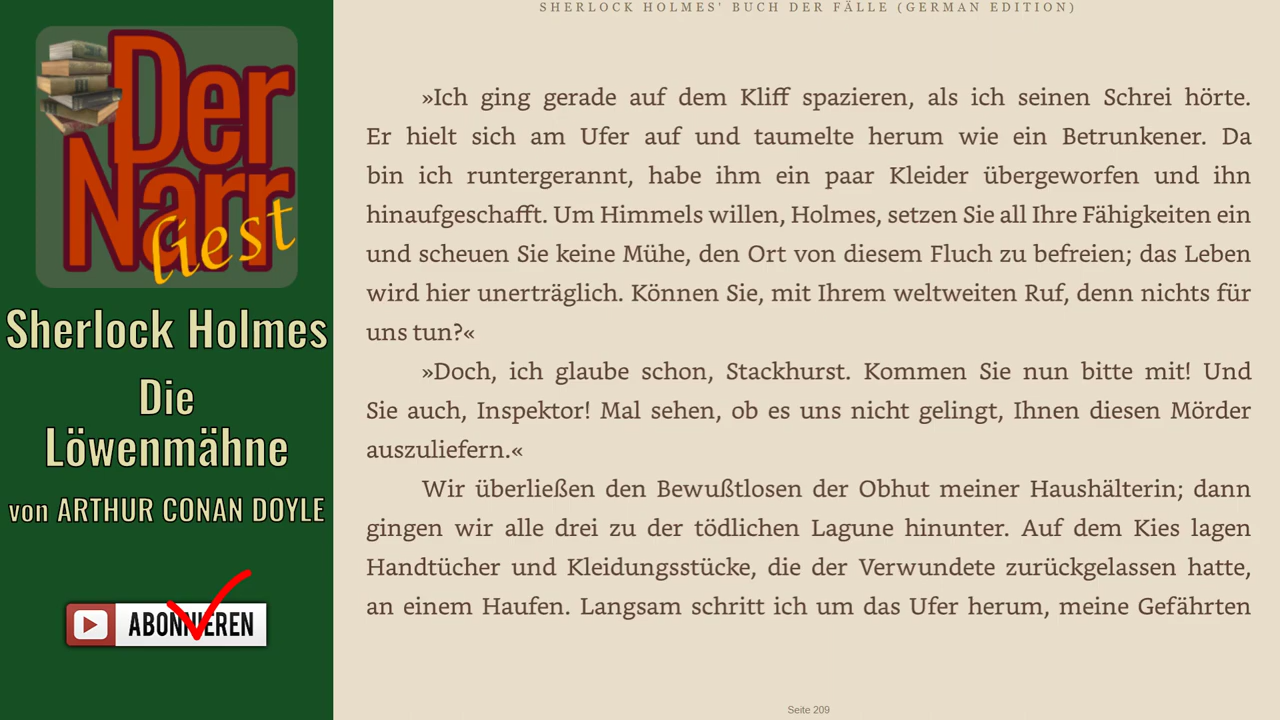 Der
Narr
liest
Sherlock Holmes
Die
Löwenmähne
von ARTHUR CONAN DOYLE
ABONNIEREN
SHERLOCK HOLMES' BUCH DER FÄLLE (GERMAN EDITION)
»Ich ging gerade auf dem Kliff spazieren, als ich seinen Schrei hörte.
Er hielt sich am Ufer auf und taumelte herum wie ein Betrunkener. Da
bin ich runtergerannt, habe ihm ein paar Kleider übergeworfen und ihn
hinaufgeschafft. Um Himmels willen, Holmes, setzen Sie all Ihre Fähigkeiten ein
und scheuen Sie keine Mühe, den Ort von diesem Fluch zu befreien; das Leben
wird hier unerträglich. Können Sie, mit Ihrem weltweiten Ruf, denn nichts für
uns tun?«
»Doch, ich glaube schon, Stackhurst. Kommen Sie nun bitte mit! Und
Sie auch, Inspektor! Mal sehen, ob es uns nicht gelingt, Ihnen diesen Mörder
auszuliefern.«
Wir überließen den Bewußtlosen der Obhut meiner Haushälterin; dann
gingen wir alle drei zu der tödlichen Lagune hinunter. Auf dem Kies lagen
Handtücher und Kleidungsstücke, die der Verwundete zurückgelassen hatte,
an einem Haufen. Langsam schritt ich um das Ufer herum, meine Gefährten
Seite 209